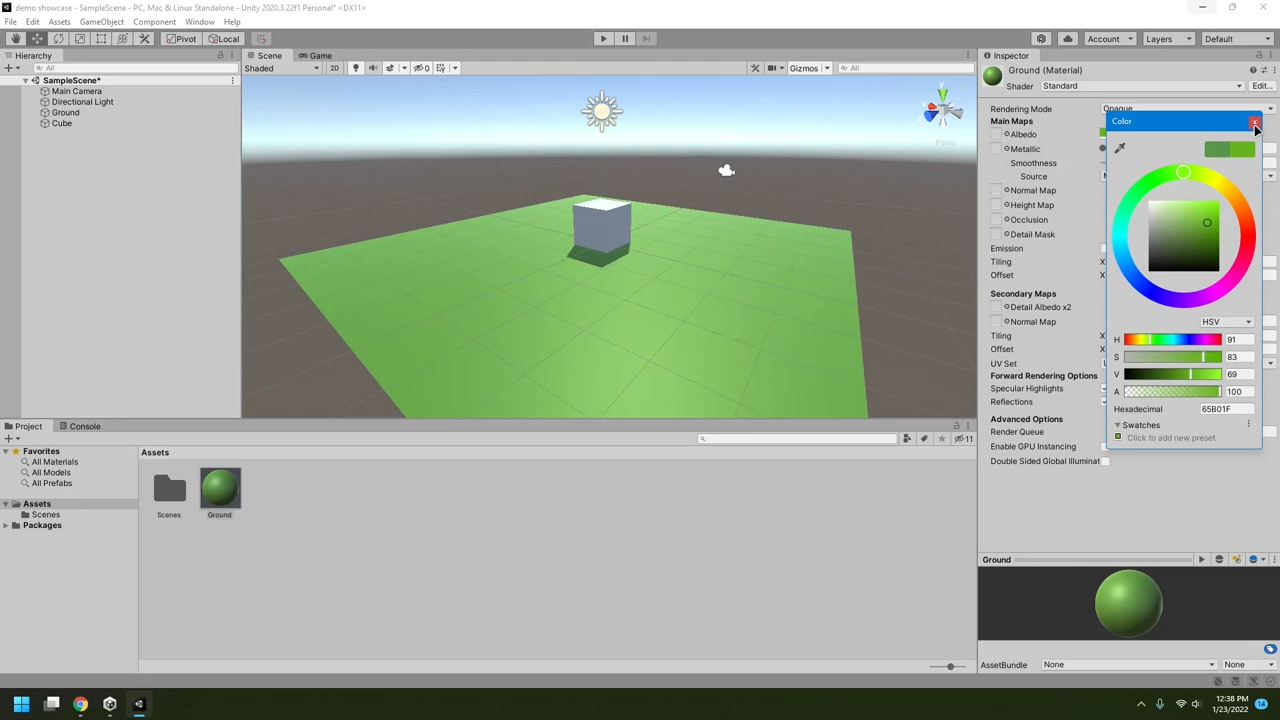 demo showcase - SampleScene - PC, Mac & Linux Standalone - Unity 2020.3.22f1 Personal* <DX11>
File Edit Assets GameObject Component Window Help
Pivot Local Account Layers Default
Hierarchy
All
SampleScene*
Main Camera
Directional Light
Ground
Cube
Scene Game
Shaded 2D 0 Gizmos All
y
Persp
Inspector
Ground (Material)
Shader Standard Edit...
Rendering Mode Opaque
Main Maps
Albedo
Metallic
Smoothness
Source
Normal Map
Height Map
Occlusion
Detail Mask
Emission
Tiling X
Offset X
Secondary Maps
Detail Albedo x2
Normal Map
Tiling X
Offset X
UV Set
Forward Rendering Options
Specular Highlights
Reflections
Advanced Options
Render Queue
Enable GPU Instancing
Double Sided Global Illuminat
Color
HSV
H 91
S 83
V 69
A 100
Hexadecimal 65B01F
Swatches
Click to add new preset
Project Console
11
Favorites
All Materials
All Models
All Prefabs
Assets
Scenes
Packages
Assets
Scenes
Ground
Ground
AssetBundle None None
12:38 PM
1/23/2022
14